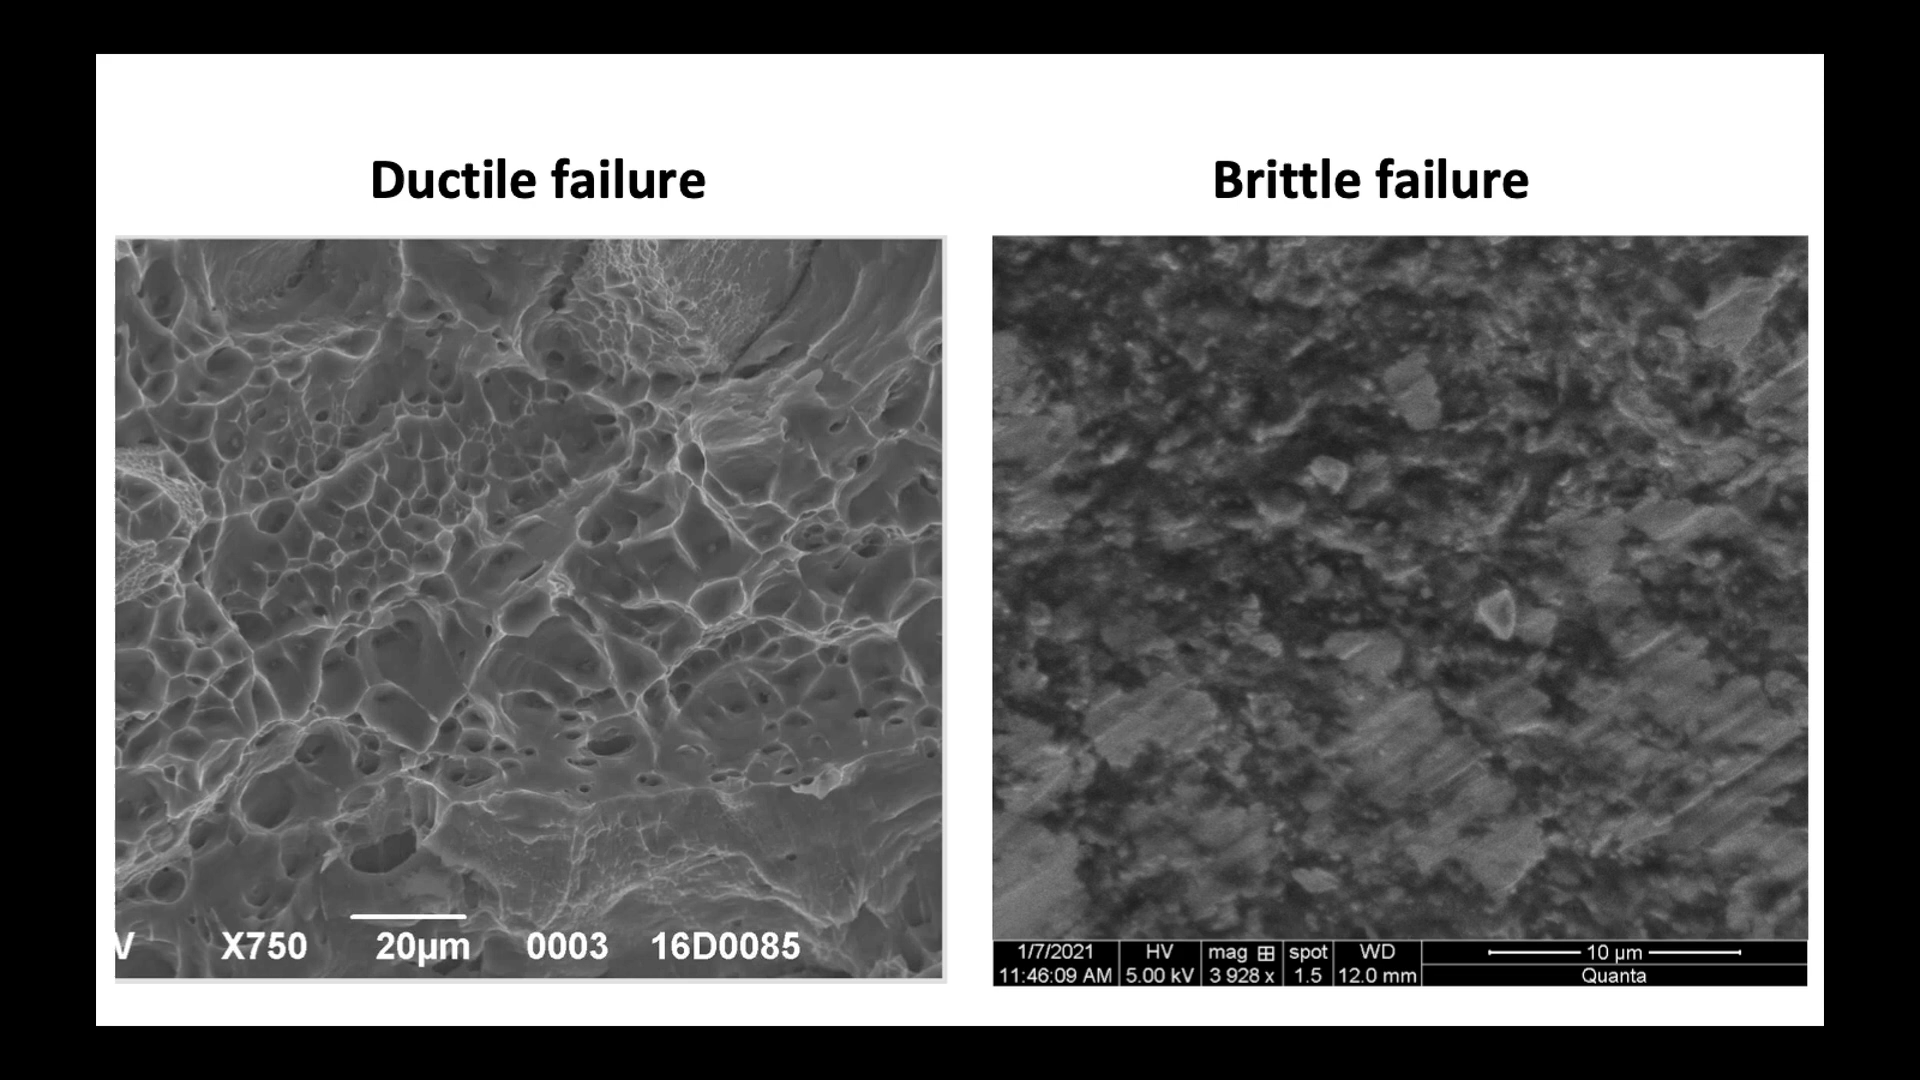 Ductile failure
Brittle failure
V X750 20µm 0003 16D0085
1/7/2021 HV mag spot WD 10 µm
11:46:09 AM 5.00 kV 3 928 x 1.5 12.0 mm Quanta